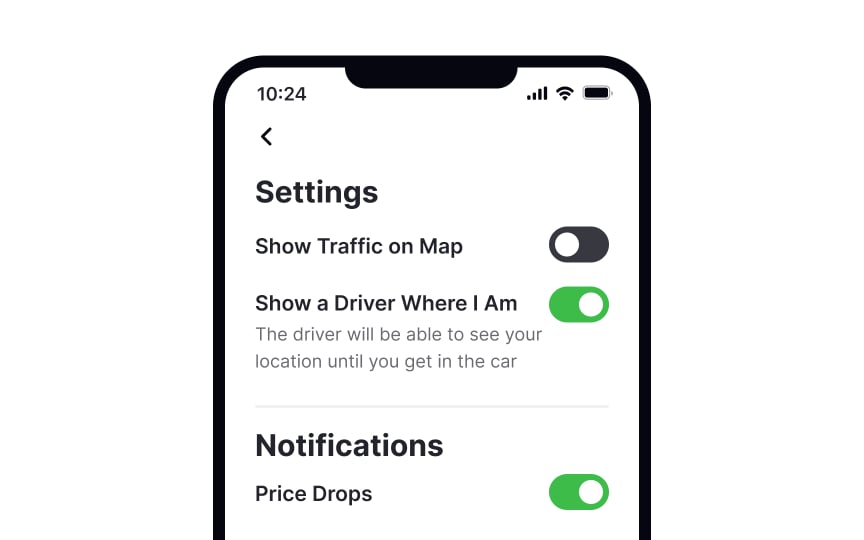 10:24
Settings
Show Traffic on Map
Show a Driver Where I Am
The driver will be able to see your
location until you get in the car
Notifications
Price Drops